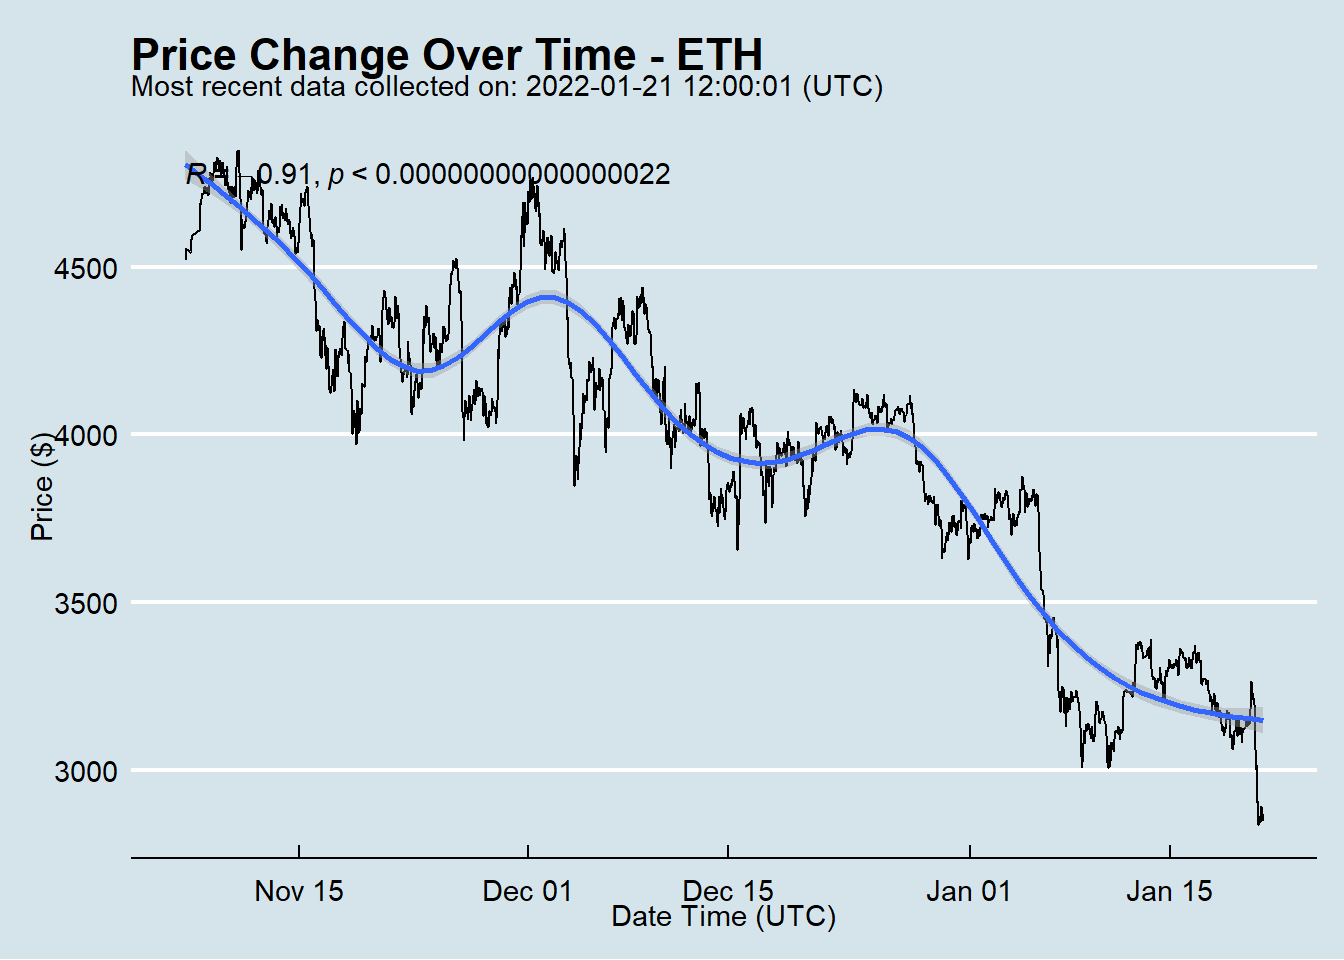 Price Change Over Time - ETH
Most recent data collected on: 2022-01-21 12:00:01 (UTC)
R = −0.91, p < 0.00000000000000022
4500
4000
3500
3000
Price ($)
Nov 15
Dec 01
Dec 15
Jan 01
Jan 15
Date Time (UTC)